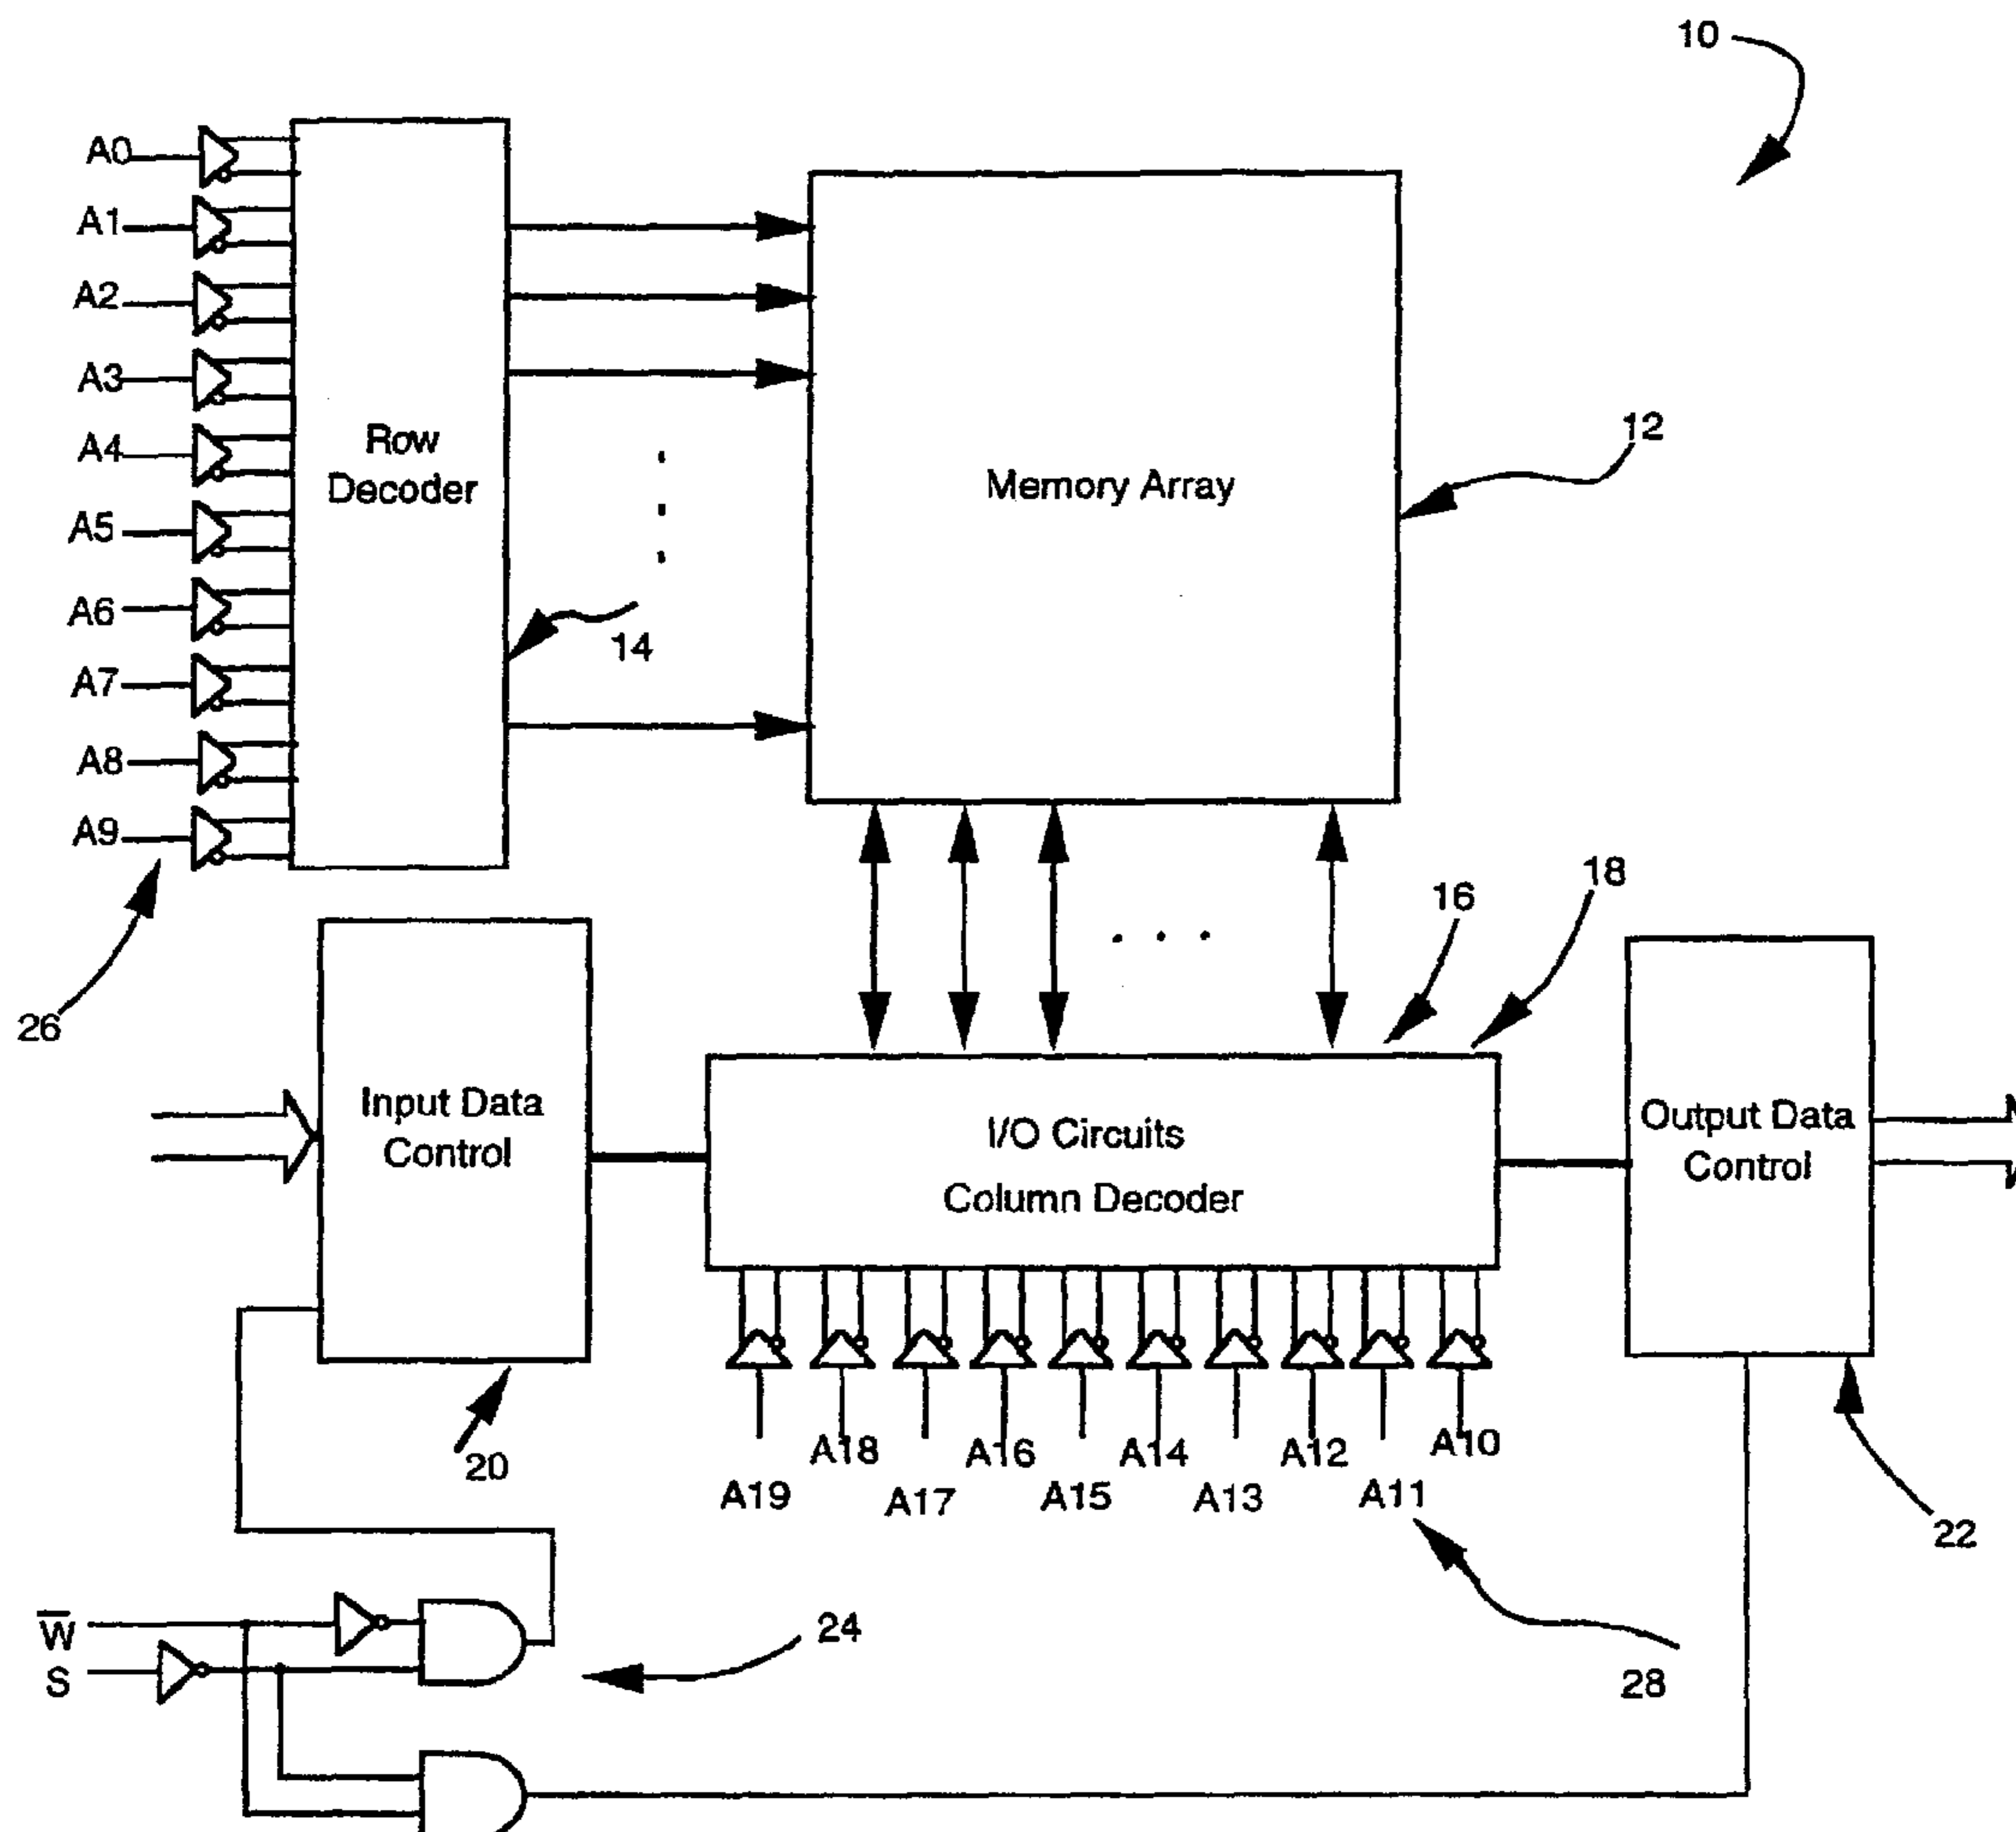 10
A0
A1
A2
A3
A4
A5
A6
A7
A8
A9
Row
Decoder
Memory Array
12
14
26
16
18
Input Data
Control
I/O Circuits
Column Decoder
Output Data
Control
20
A19
A18
A17
A16
A15
A14
A13
A12
A11
A10
22
W̅
S
24
28